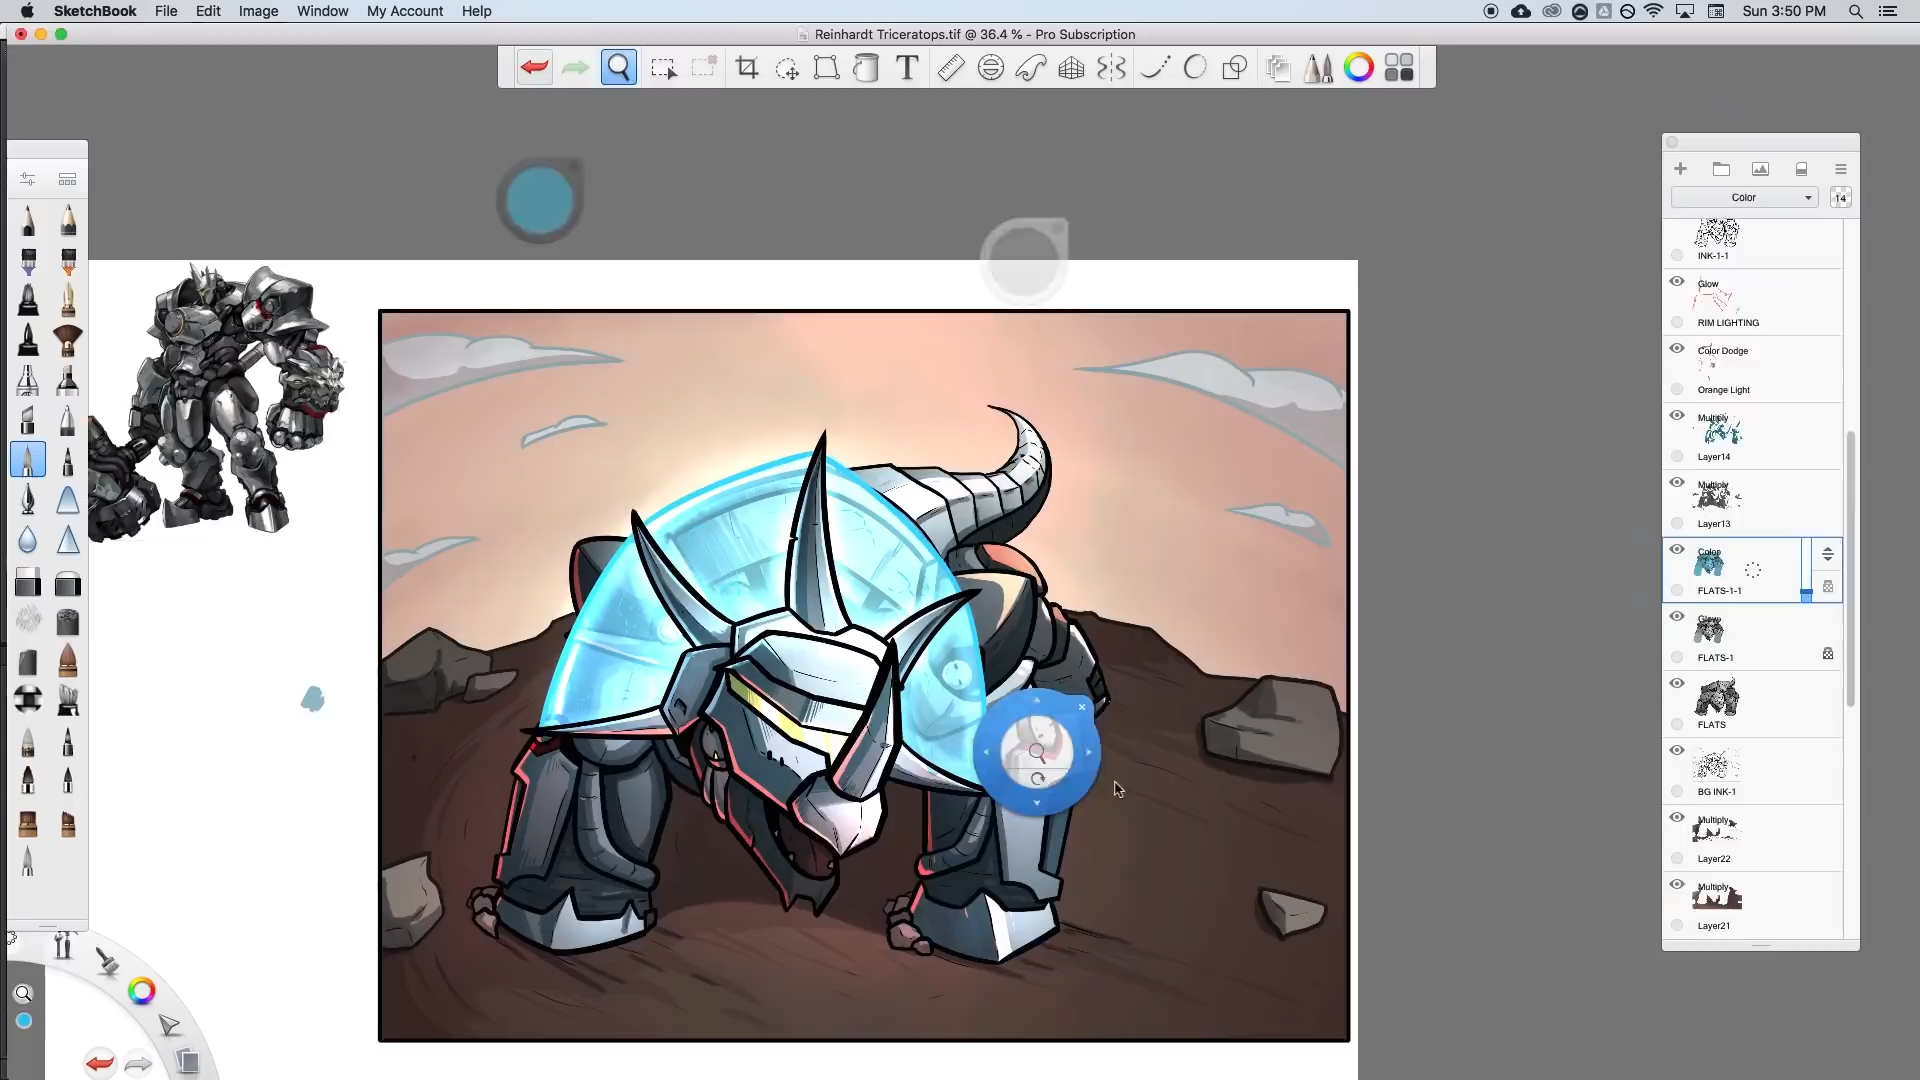 SketchBook File Edit Image Window My Account Help
Sun 3:50 PM
Reinhardt Triceratops.tif @ 36.4 % - Pro Subscription
T
Color
14
INK-1-1
Glow
RIM LIGHTING
Color Dodge
Orange Light
Multiply
Layer14
Multiply
Layer13
Color
FLATS-1-1
Glow
FLATS-1
FLATS
BG INK-1
Multiply
Layer22
Multiply
Layer21